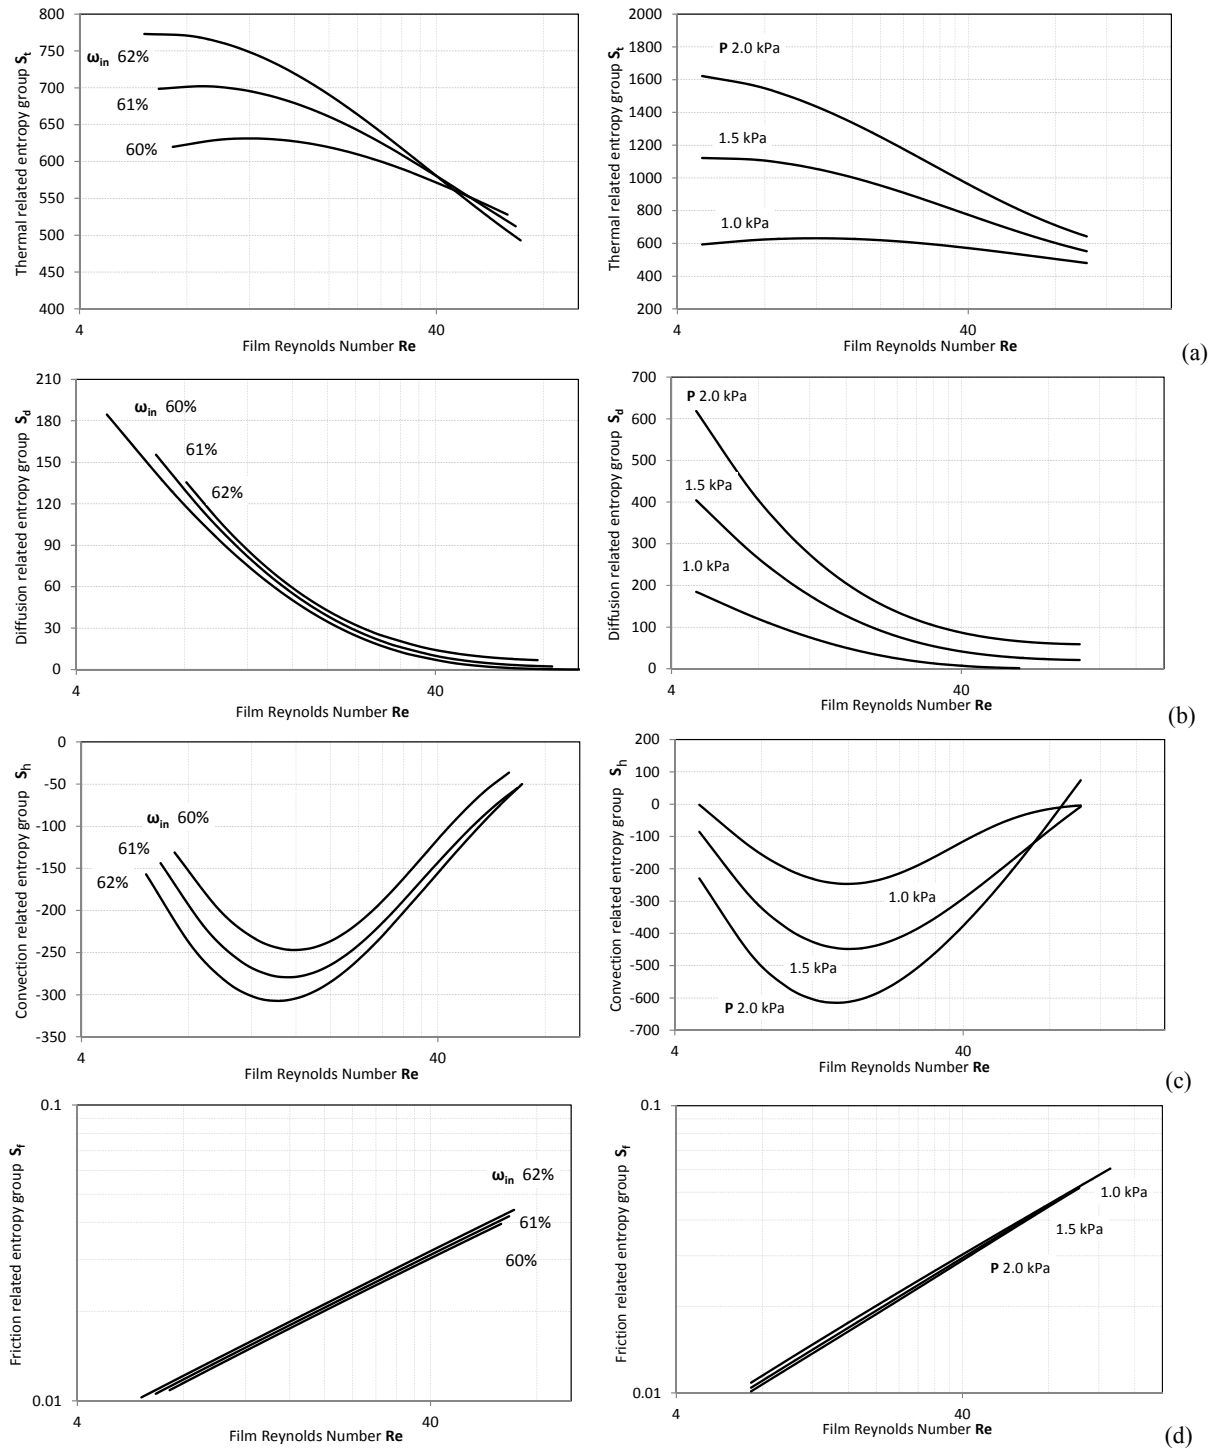 Thermal related entropy group St
800
750
700
650
600
550
500
450
400
ωin 62%
61%
60%
4
40
Film Reynolds Number Re
Thermal related entropy group St
2000
1800
1600
1400
1200
1000
800
600
400
200
P 2.0 kPa
1.5 kPa
1.0 kPa
4
40
Film Reynolds Number Re
(a)
Diffusion related entropy group Sd
210
180
150
120
90
60
30
0
ωin 60%
61%
62%
4
40
Film Reynolds Number Re
Diffusion related entropy group Sd
700
600
500
400
300
200
100
0
P 2.0 kPa
1.5 kPa
1.0 kPa
4
40
Film Reynolds Number Re
(b)
Convection related entropy group Sh
0
-50
-100
-150
-200
-250
-300
-350
ωin 60%
61%
62%
4
40
Film Reynolds Number Re
Convection related entropy group Sh
200
100
0
-100
-200
-300
-400
-500
-600
-700
1.0 kPa
1.5 kPa
P 2.0 kPa
4
40
Film Reynolds Number Re
(c)
Friction related entropy group Sf
0.1
0.01
ωin 62%
61%
60%
4
40
Film Reynolds Number Re
Friction related entropy group Sf
0.1
0.01
1.0 kPa
1.5 kPa
P 2.0 kPa
4
40
Film Reynolds Number Re
(d)